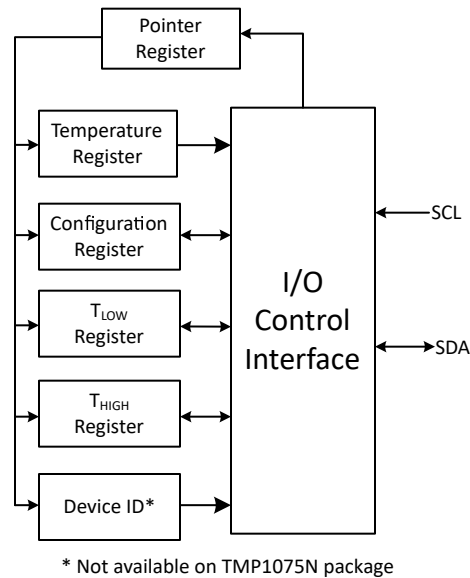 Pointer
Register
Temperature
Register
Configuration
Register
SCL
TLOW
Register
I/O
Control
Interface
SDA
THIGH
Register
Device ID*
* Not available on TMP1075N package